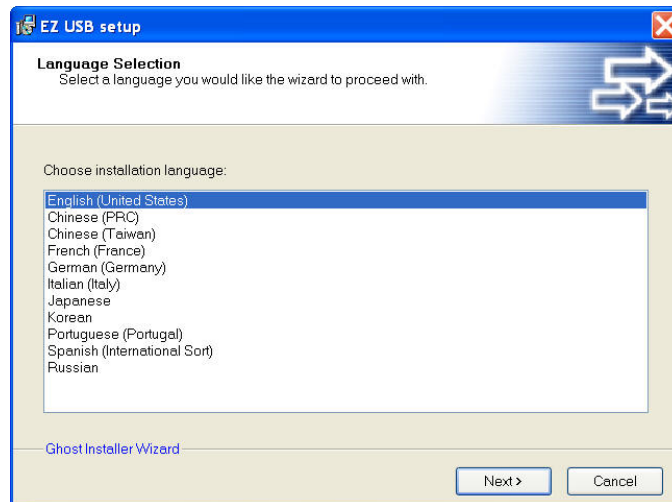 EZ USB setup
Language Selection
Select a language you would like the wizard to proceed with.
Choose installation language:
English (United States)
Chinese (PRC)
Chinese (Taiwan)
French (France)
German (Germany)
Italian (Italy)
Japanese
Korean
Portuguese (Portugal)
Spanish (International Sort)
Russian
Ghost Installer Wizard
Next >
Cancel